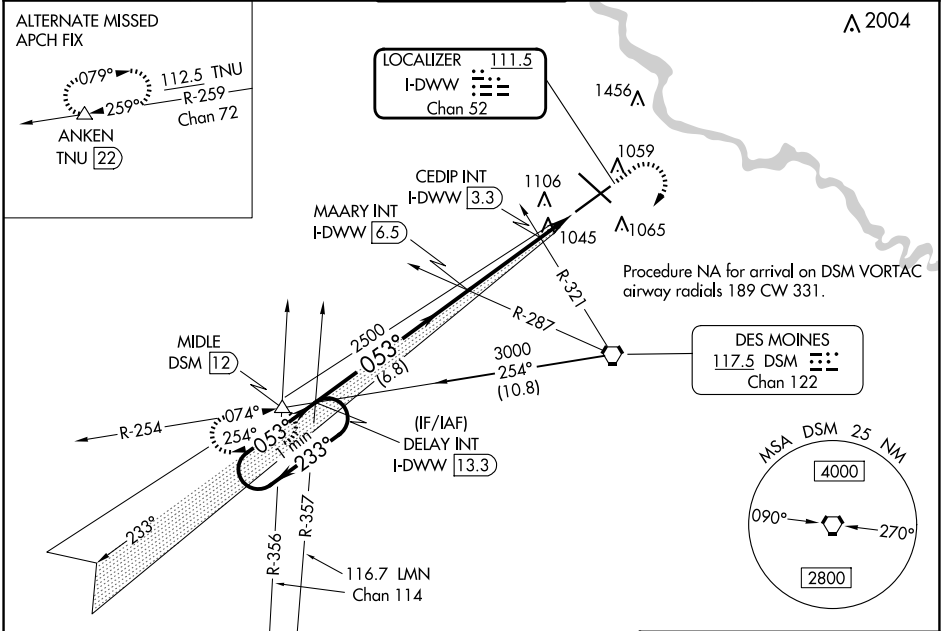 ALTERNATE MISSED
APCH FIX
079°
259°
112.5 TNU
R-259
Chan 72
ANKEN
TNU 22
LOCALIZER 111.5
I-DWW
Chan 52
2004
1456
1059
1106
1045
1065
CEDIP INT
I-DWW 3.3
MAARY INT
I-DWW 6.5
R-321
R-287
Procedure NA for arrival on DSM VORTAC
airway radials 189 CW 331.
DES MOINES
117.5 DSM
Chan 122
MIDLE
DSM 12
2500
053°
(6.8)
3000
254°
(10.8)
R-254
074°
254°
053°
1 min
233°
(IF/IAF)
DELAY INT
I-DWW 13.3
233°
R-356
R-357
116.7 LMN
Chan 114
MSA DSM 25 NM
4000
090°
270°
2800